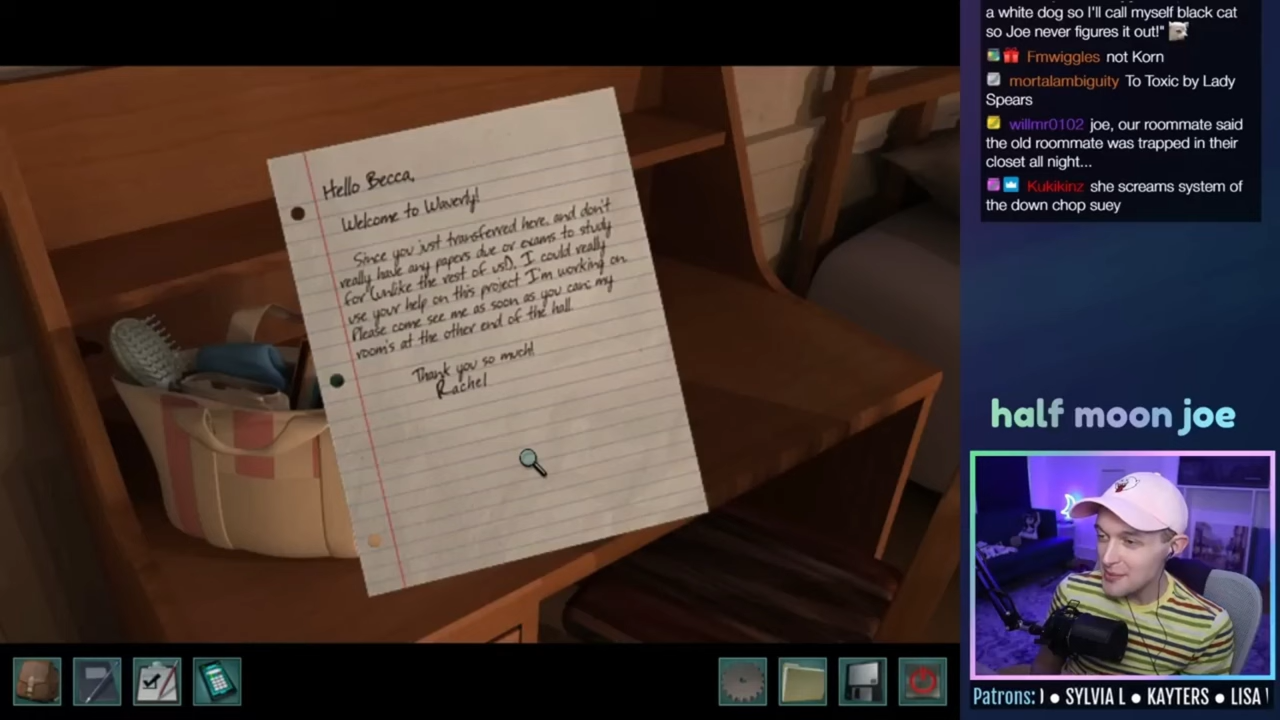 Hello Becca,
Welcome to Waverly!
Since you just transferred here, and don't
really have any papers due or exams to study
for (unlike the rest of us!), I could really
use your help on this project I'm working on.
Please come see me as soon as you can; my
room's at the other end of the hall.
Thank you so much!
Rachel
a white dog so I'll call myself black cat
so Joe never figures it out!"
Fmwiggles not Korn
mortalambiguity To Toxic by Lady
Spears
willmr0102 joe, our roommate said
the old roommate was trapped in their
closet all night...
Kukikinz she screams system of
the down chop suey
half moon joe
Patrons: ) ● SYLVIA L ● KAYTERS ● LISA